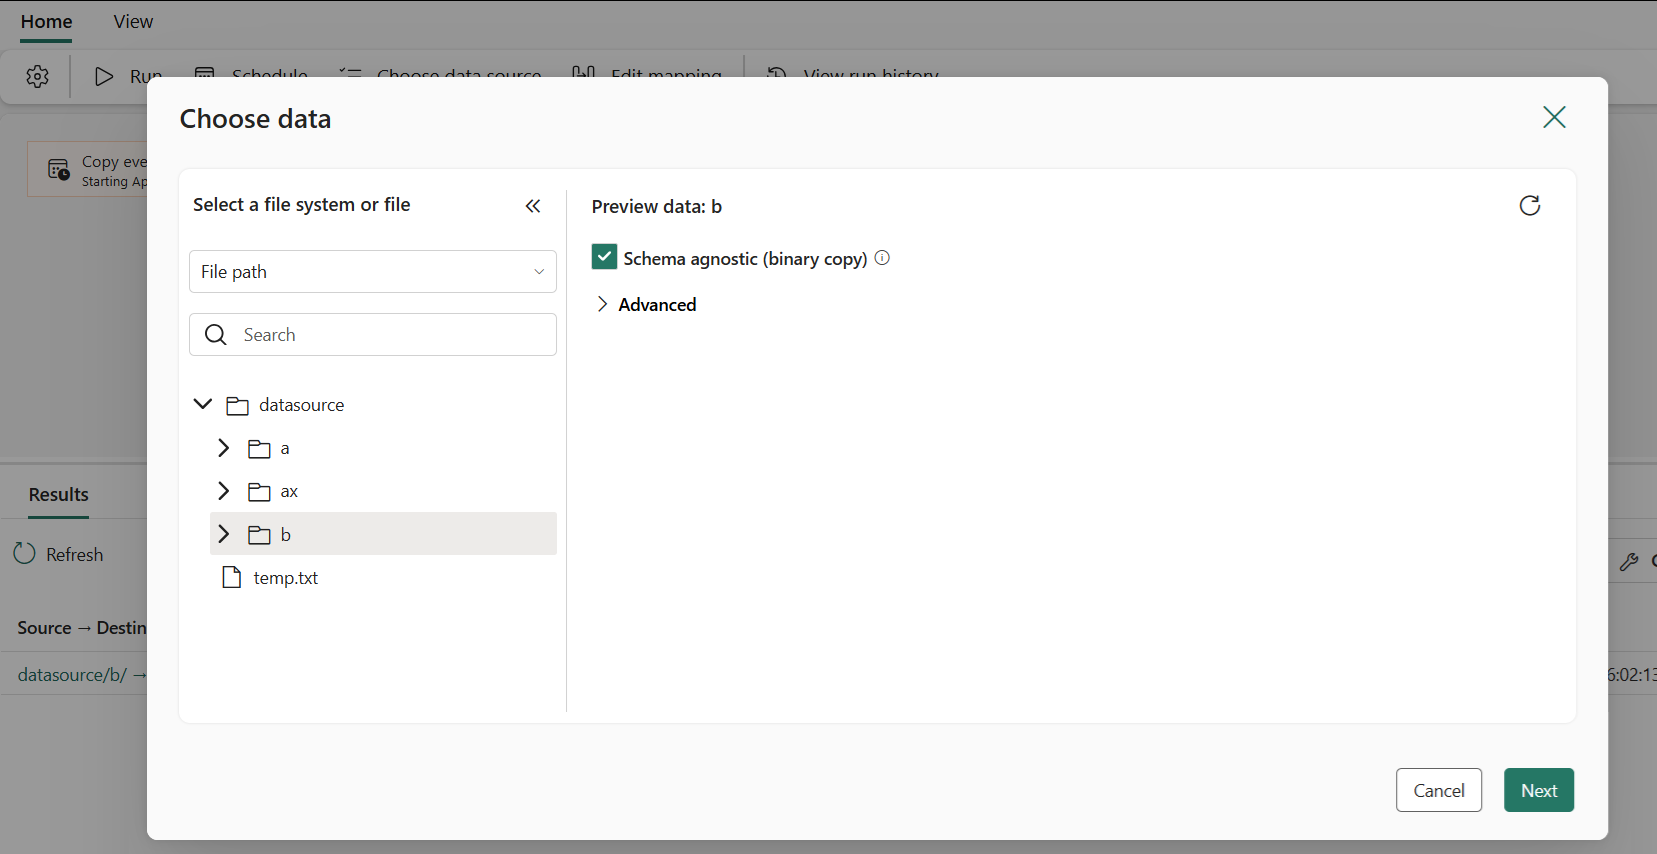 Home View
Run Schedule Choose data source Edit mapping View run history
Choose data
Copy eve
Starting Ap
Select a file system or file
Preview data: b
Schema agnostic (binary copy)
File path
Advanced
Search
datasource
a
ax
Results
b
Refresh
temp.txt
Source → Destin
datasource/b/ →
6:02:13
Cancel Next